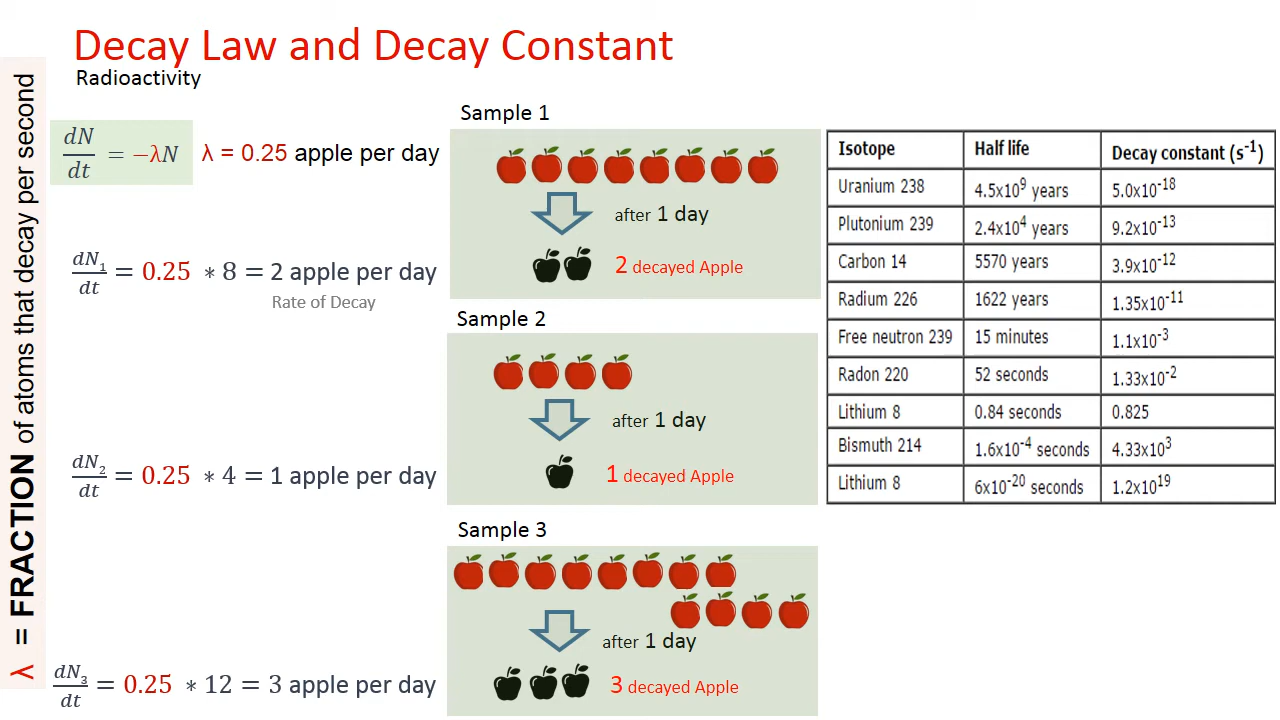 Decay Law and Decay Constant
Radioactivity
λ = FRACTION of atoms that decay per second
dN/dt = −λN
λ = 0.25 apple per day
dN₁/dt = 0.25 * 8 = 2 apple per day
Rate of Decay
dN₂/dt = 0.25 * 4 = 1 apple per day
dN₃/dt = 0.25 * 12 = 3 apple per day
Sample 1
after 1 day
2 decayed Apple
Sample 2
after 1 day
1 decayed Apple
Sample 3
after 1 day
3 decayed Apple
Isotope Half life Decay constant (s⁻¹)
Uranium 238 4.5x10⁹ years 5.0x10⁻¹⁸
Plutonium 239 2.4x10⁴ years 9.2x10⁻¹³
Carbon 14 5570 years 3.9x10⁻¹²
Radium 226 1622 years 1.35x10⁻¹¹
Free neutron 239 15 minutes 1.1x10⁻³
Radon 220 52 seconds 1.33x10⁻²
Lithium 8 0.84 seconds 0.825
Bismuth 214 1.6x10⁻⁴ seconds 4.33x10³
Lithium 8 6x10⁻²⁰ seconds 1.2x10¹⁹